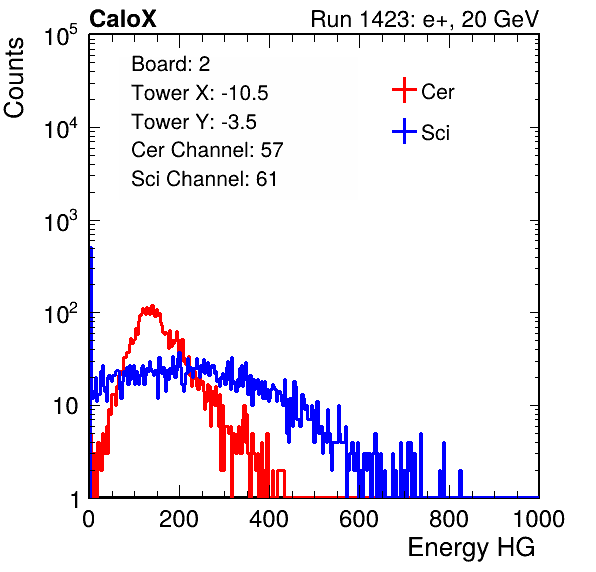 CaloX Run 1423: e+, 20 GeV
Counts
Board: 2
Tower X: -10.5
Tower Y: -3.5
Cer Channel: 57
Sci Channel: 61
Cer
Sci
10^5
10^4
10^3
10^2
10
1
0 200 400 600 800 1000
Energy HG